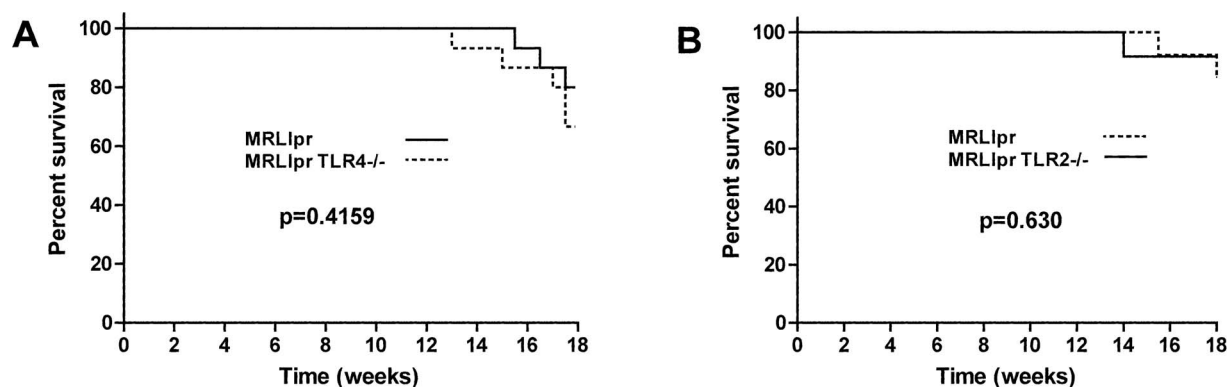 A
Percent survival
100
80
60
40
20
0
MRLlpr
MRLlpr TLR4-/-
p=0.4159
0 2 4 6 8 10 12 14 16 18
Time (weeks)
B
Percent survival
100
80
60
40
20
0
MRLlpr
MRLlpr TLR2-/-
p=0.630
0 2 4 6 8 10 12 14 16 18
Time (weeks)